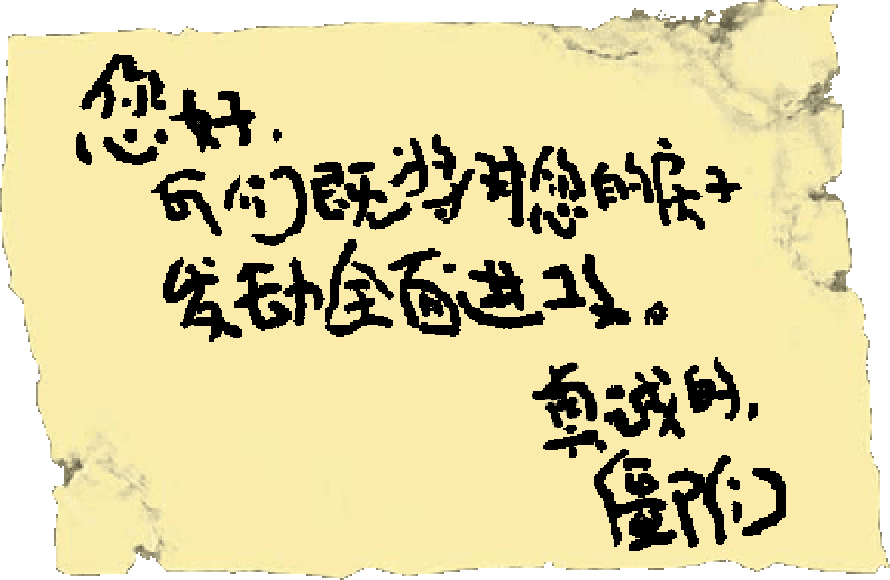 您好,
我们既将对您的房子
发动全面进攻。
真诚的,
僵尸们